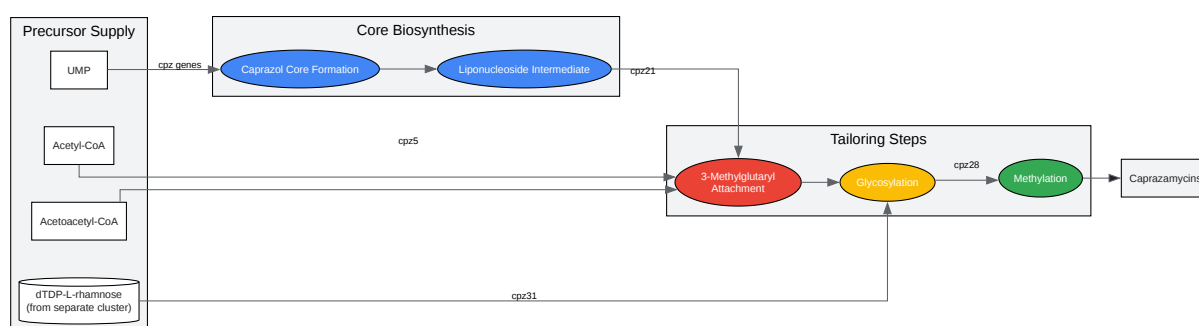 Precursor Supply
Core Biosynthesis
UMP
cpz genes
Caprazol Core Formation
Liponucleoside Intermediate
cpz21
Acetyl-CoA
cpz5
Tailoring Steps
3-Methylglutaryl
Attachment
Glycosylation
cpz28
Methylation
Caprazamycins
Acetoacetyl-CoA
dTDP-L-rhamnose
(from separate cluster)
cpz31